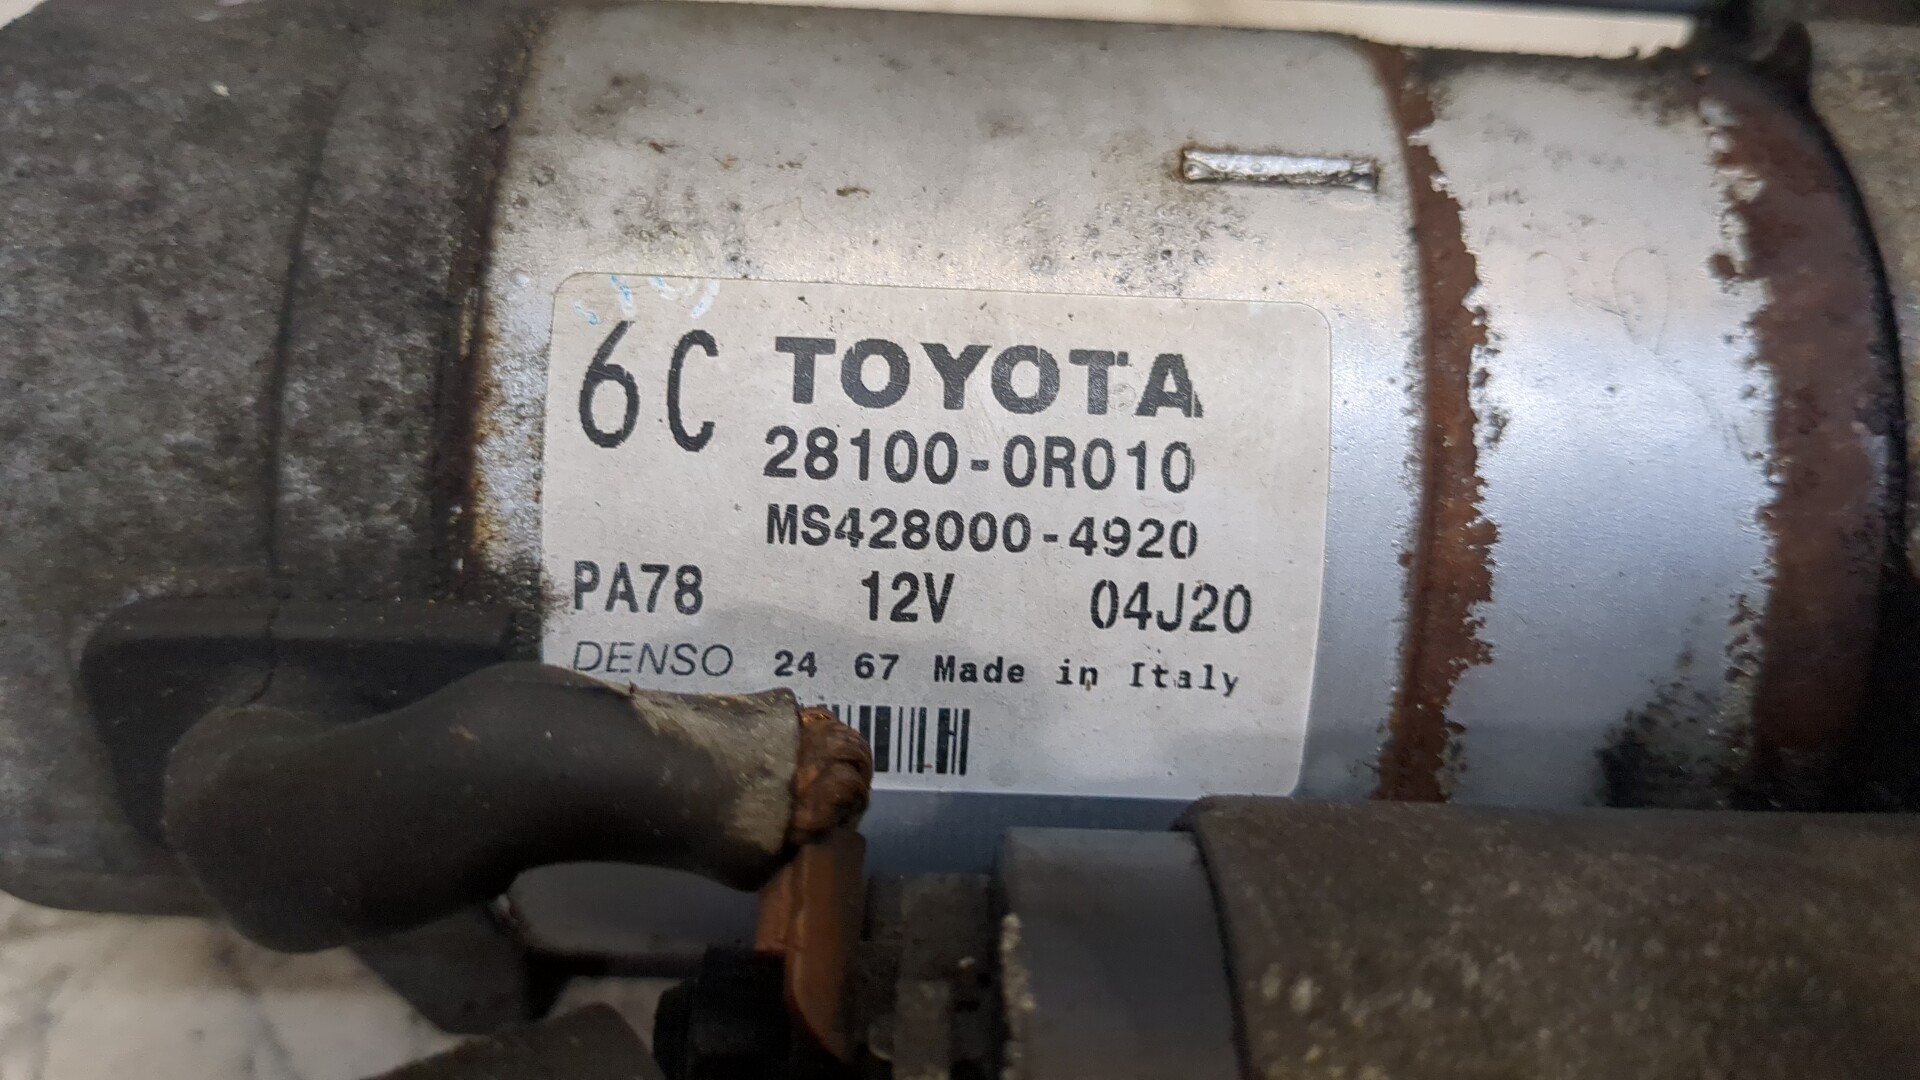 6C TOYOTA
28100-0R010
MS428000-4920
PA78 12V 04J20
DENSO 24 67 Made in Italy